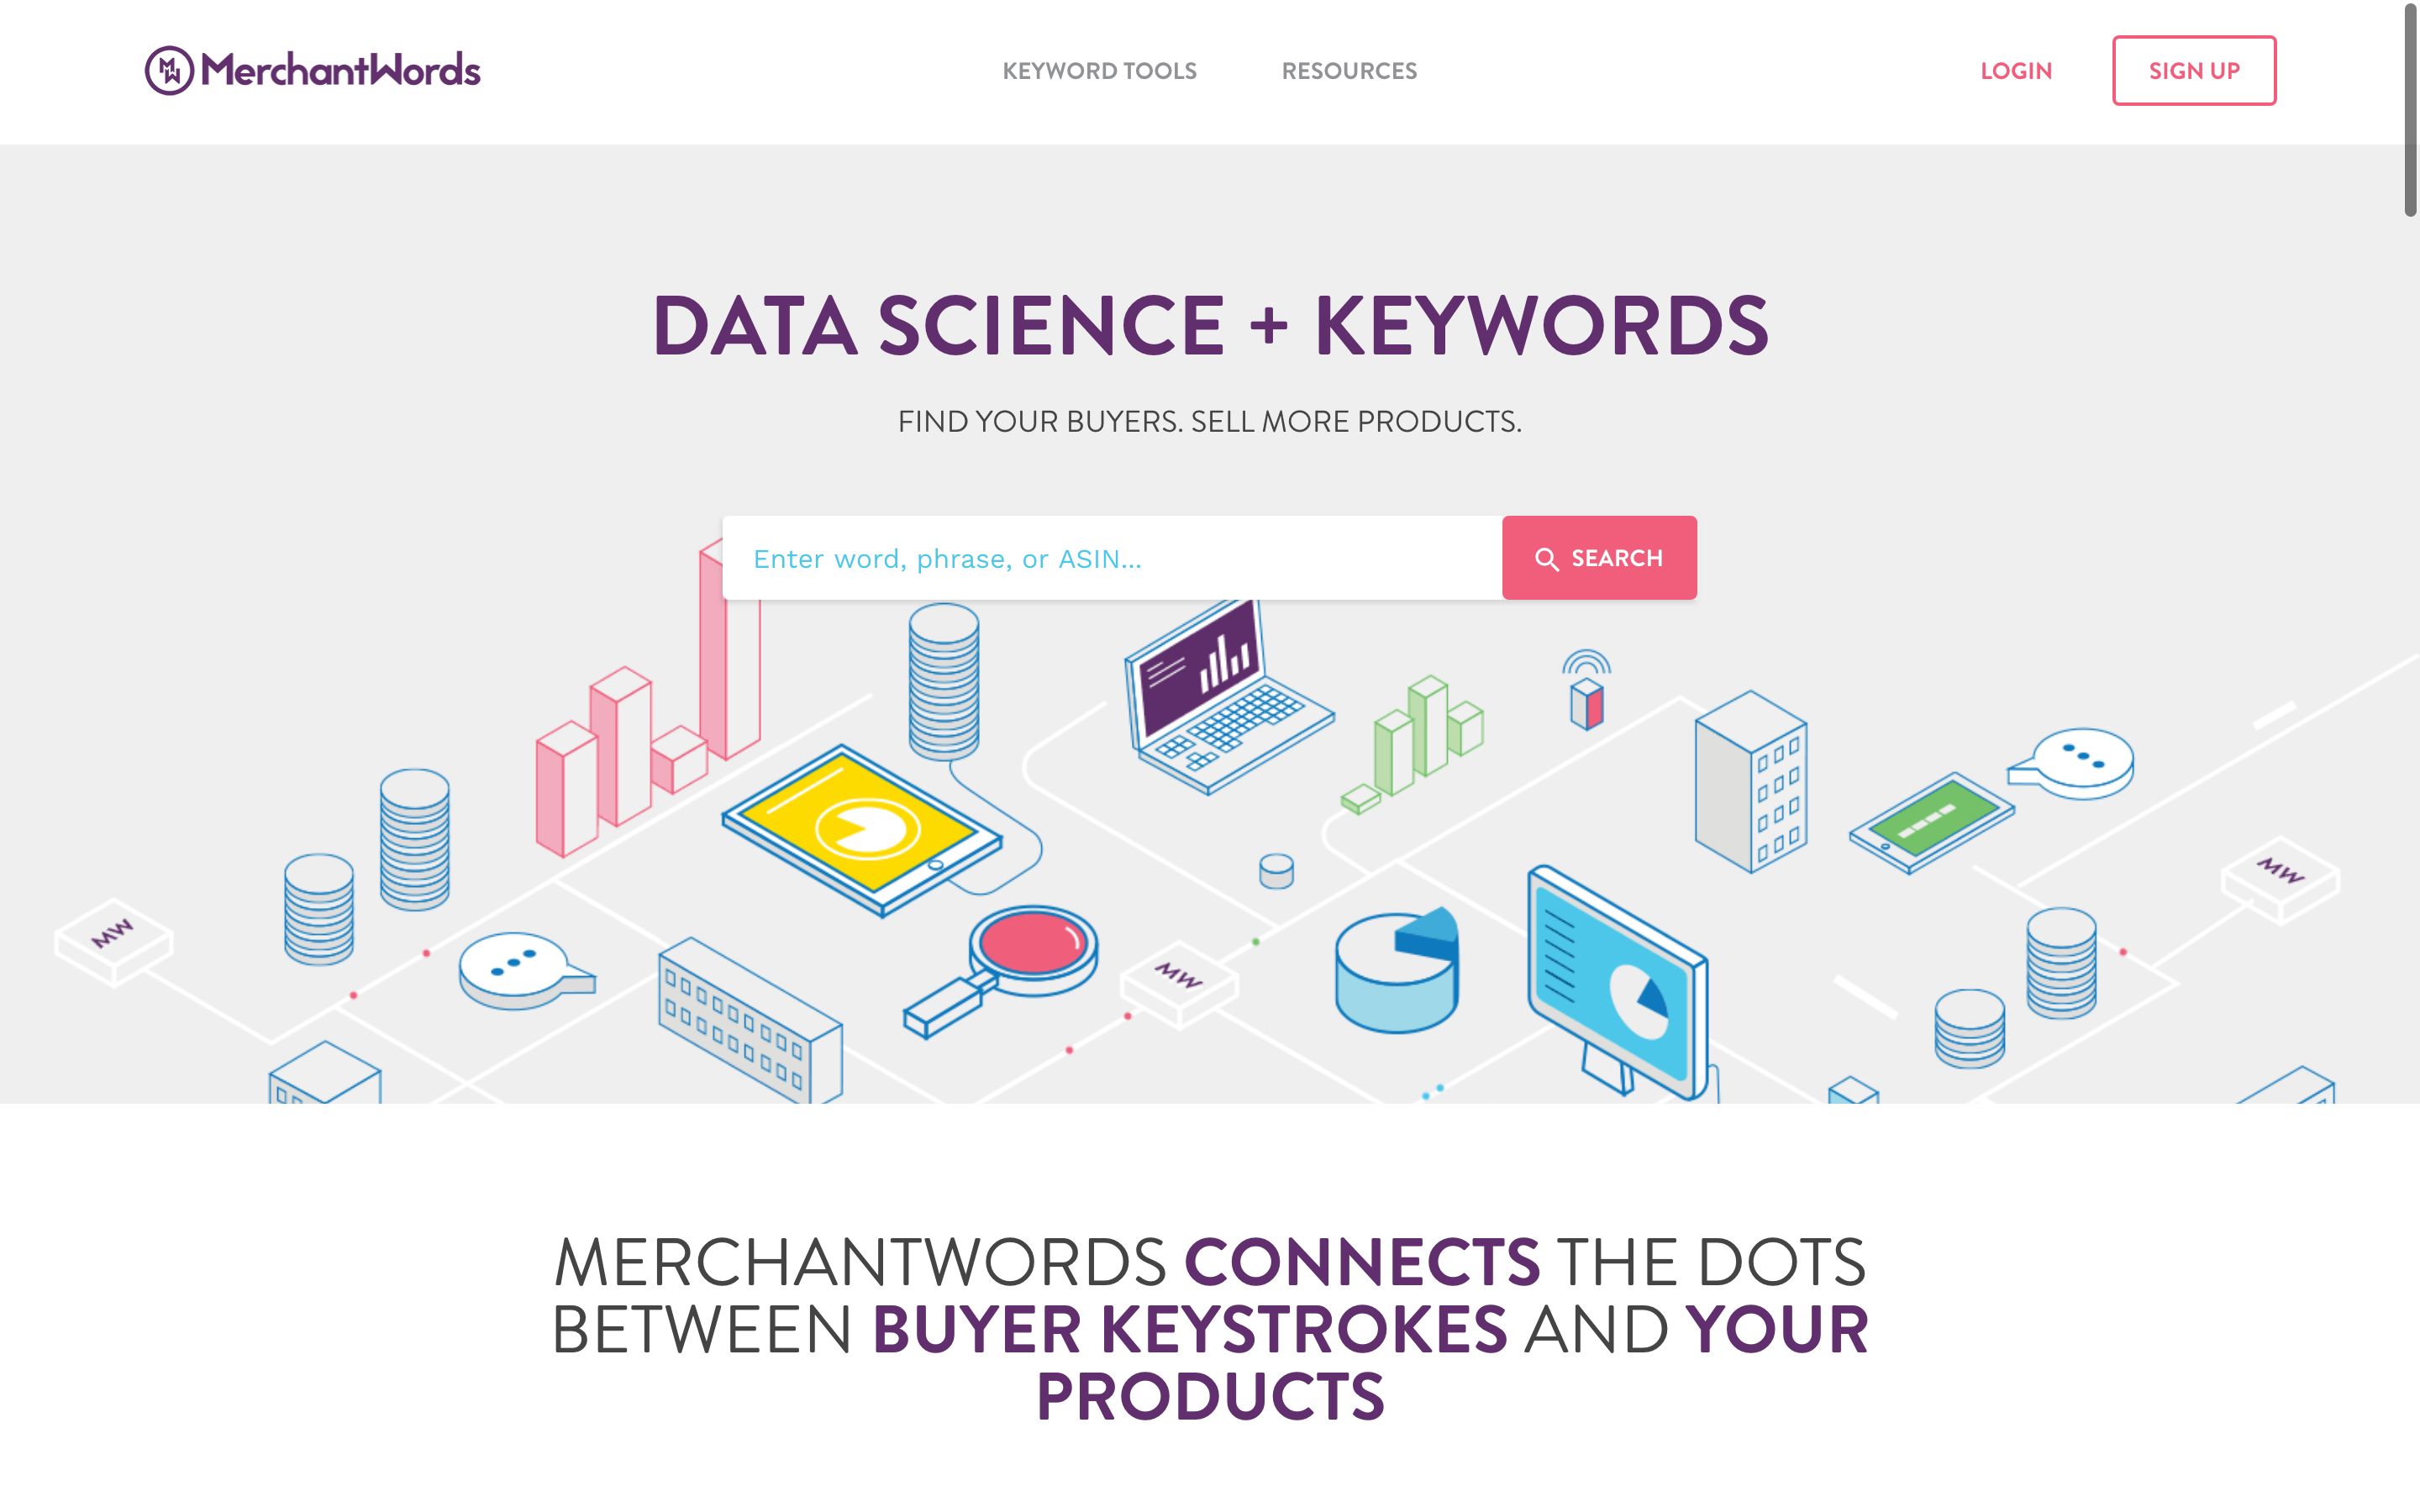 MW MerchantWords
KEYWORD TOOLS
RESOURCES
LOGIN
SIGN UP
DATA SCIENCE + KEYWORDS
FIND YOUR BUYERS. SELL MORE PRODUCTS.
Enter word, phrase, or ASIN...
SEARCH
MW
MW
MW
MERCHANTWORDS CONNECTS THE DOTS
BETWEEN BUYER KEYSTROKES AND YOUR
PRODUCTS